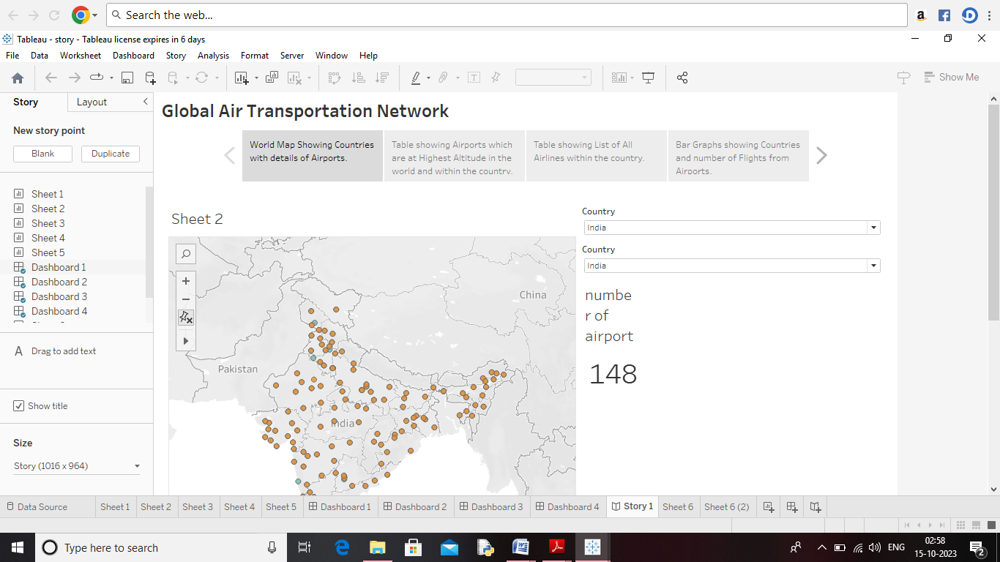 Search the web...
Tableau - story - Tableau license expires in 6 days
File Data Worksheet Dashboard Story Analysis Format Server Window Help
Show Me
Story Layout
New story point
Blank Duplicate
Sheet 1
Sheet 2
Sheet 3
Sheet 4
Sheet 5
Dashboard 1
Dashboard 2
Dashboard 3
Dashboard 4
A Drag to add text
Show title
Size
Story (1016 x 964)
Global Air Transportation Network
World Map Showing Countries
with details of Airports.
Table showing Airports which
are at Highest Altitude in the
world and within the country.
Table showing List of All
Airlines within the country.
Bar Graphs showing Countries
and number of Flights from
Airports.
Sheet 2
China
Pakistan
India
Country
India
Country
India
numbe
r of
airport
148
Data Source Sheet 1 Sheet 2 Sheet 3 Sheet 4 Sheet 5 Dashboard 1 Dashboard 2 Dashboard 3 Dashboard 4 Story 1 Sheet 6 Sheet 6 (2)
Type here to search
ENG
02:58
15-10-2023
2